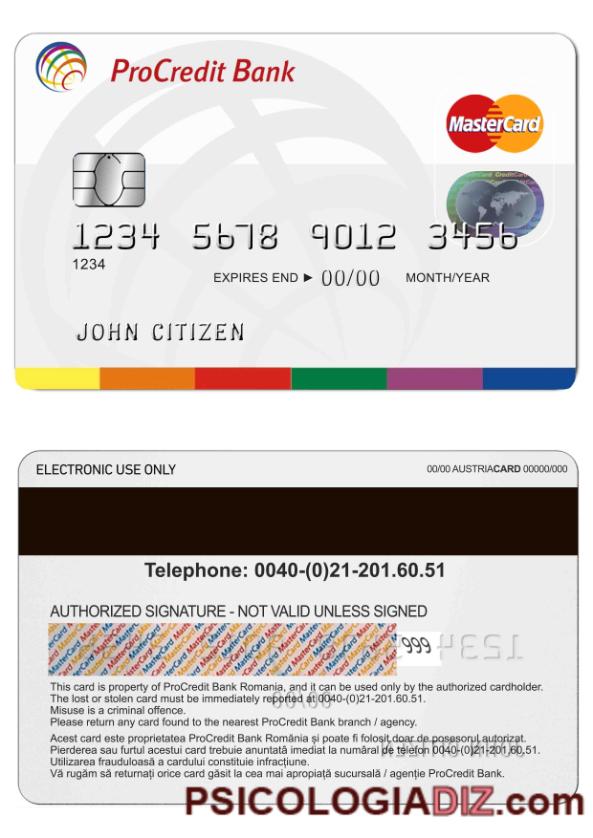 ProCredit Bank
MasterCard
1234 5678 9012 3456
1234
EXPIRES END ▶ 00/00 MONTH/YEAR
JOHN CITIZEN
ELECTRONIC USE ONLY
00/00 AUSTRIACARD 00000/000
Telephone: 0040-(0)21-201.60.51
AUTHORIZED SIGNATURE - NOT VALID UNLESS SIGNED
MasterCard MasterCard MasterCard
999
This card is property of ProCredit Bank Romania, and it can be used only by the authorized cardholder.
The lost or stolen card must be immediately reported at 0040-(0)21-201.60.51.
Misuse is a criminal offence.
Please return any card found to the nearest ProCredit Bank branch / agency.
Acest card este proprietatea ProCredit Bank România și poate fi folosit doar de posesorul autorizat.
Pierderea sau furtul acestui card trebuie anuntată imediat la numărul de telefon 0040-(0)21-201,60,51.
Utilizarea frauduloasă a cardului constituie infracțiune.
Vă rugăm să returnați orice card găsit la cea mai apropiață sucursală / agenție ProCredit Bank.
PSICOLOGIADIZ.com